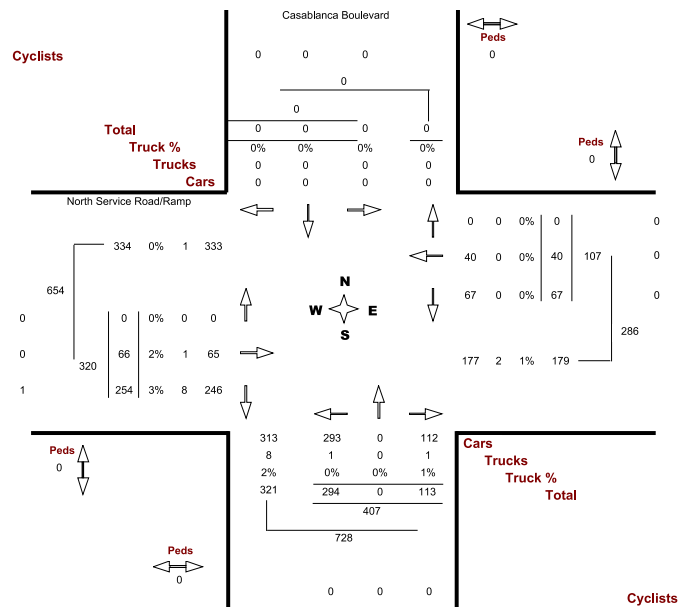 Casablanca Boulevard
Peds
0
Cyclists 0 0 0
0
0
Total 0 0 0 0
Peds
0
Truck % 0% 0% 0% 0%
Trucks 0 0 0 0
Cars 0 0 0 0
North Service Road/Ramp
0 0 0% 0 0
334 0% 1 333
40 0 0% 40 107 0
654
67 0 0% 67 0
N
W E
S
0 0 0% 0 0
286
0 66 2% 1 65
320
177 2 1% 179
1 254 3% 8 246
313 293 0 112 Cars
Peds
0
8 1 0 1 Trucks
2% 0% 0% 1% Truck %
321 294 0 113 Total
407
728
Peds
0
0 0 0 Cyclists